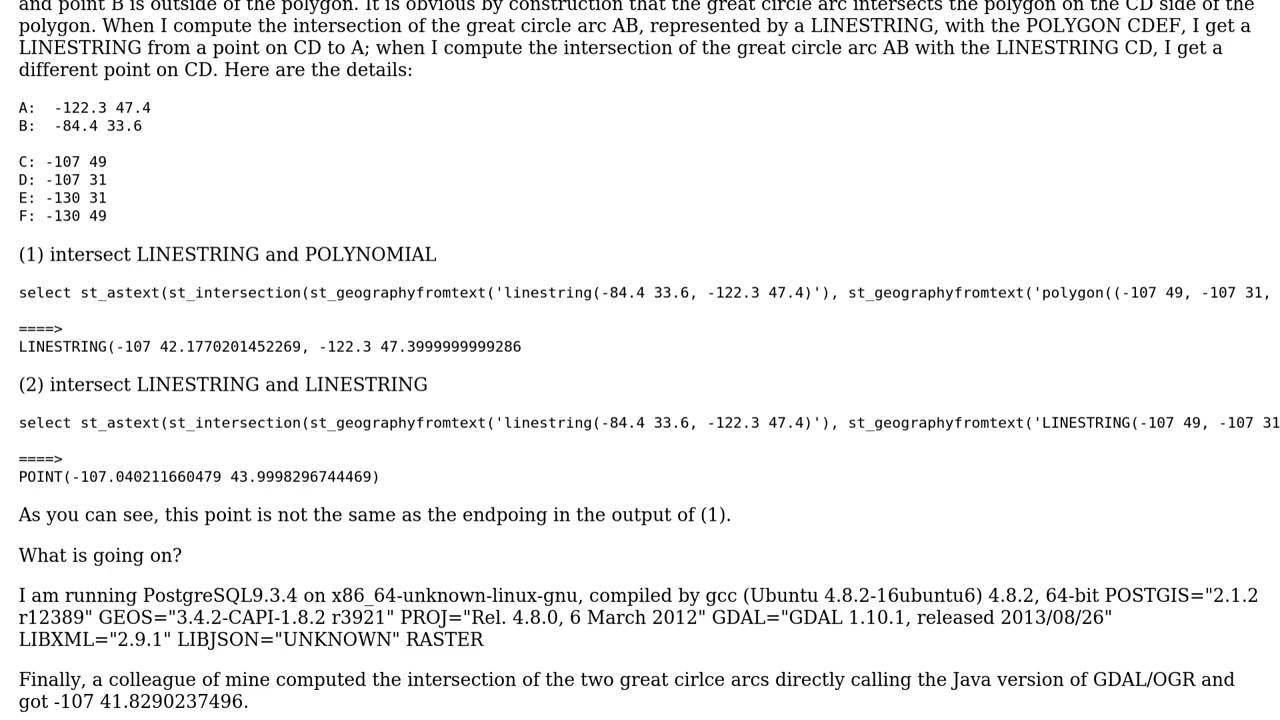 and point B is outside of the polygon. It is obvious by construction that the great circle arc intersects the polygon on the CD side of the
polygon. When I compute the intersection of the great circle arc AB, represented by a LINESTRING, with the POLYGON CDEF, I get a
LINESTRING from a point on CD to A; when I compute the intersection of the great circle arc AB with the LINESTRING CD, I get a
different point on CD. Here are the details:
A:  -122.3 47.4
B:  -84.4 33.6
C: -107 49
D: -107 31
E: -130 31
F: -130 49
(1) intersect LINESTRING and POLYNOMIAL
select st_astext(st_intersection(st_geographyfromtext('linestring(-84.4 33.6, -122.3 47.4)'), st_geographyfromtext('polygon((-107 49, -107 31,
====>
LINESTRING(-107 42.1770201452269, -122.3 47.3999999999286
(2) intersect LINESTRING and LINESTRING
select st_astext(st_intersection(st_geographyfromtext('linestring(-84.4 33.6, -122.3 47.4)'), st_geographyfromtext('LINESTRING(-107 49, -107 31
====>
POINT(-107.040211660479 43.9998296744469)
As you can see, this point is not the same as the endpoing in the output of (1).
What is going on?
I am running PostgreSQL9.3.4 on x86_64-unknown-linux-gnu, compiled by gcc (Ubuntu 4.8.2-16ubuntu6) 4.8.2, 64-bit POSTGIS="2.1.2
r12389" GEOS="3.4.2-CAPI-1.8.2 r3921" PROJ="Rel. 4.8.0, 6 March 2012" GDAL="GDAL 1.10.1, released 2013/08/26"
LIBXML="2.9.1" LIBJSON="UNKNOWN" RASTER
Finally, a colleague of mine computed the intersection of the two great cirlce arcs directly calling the Java version of GDAL/OGR and
got -107 41.8290237496.